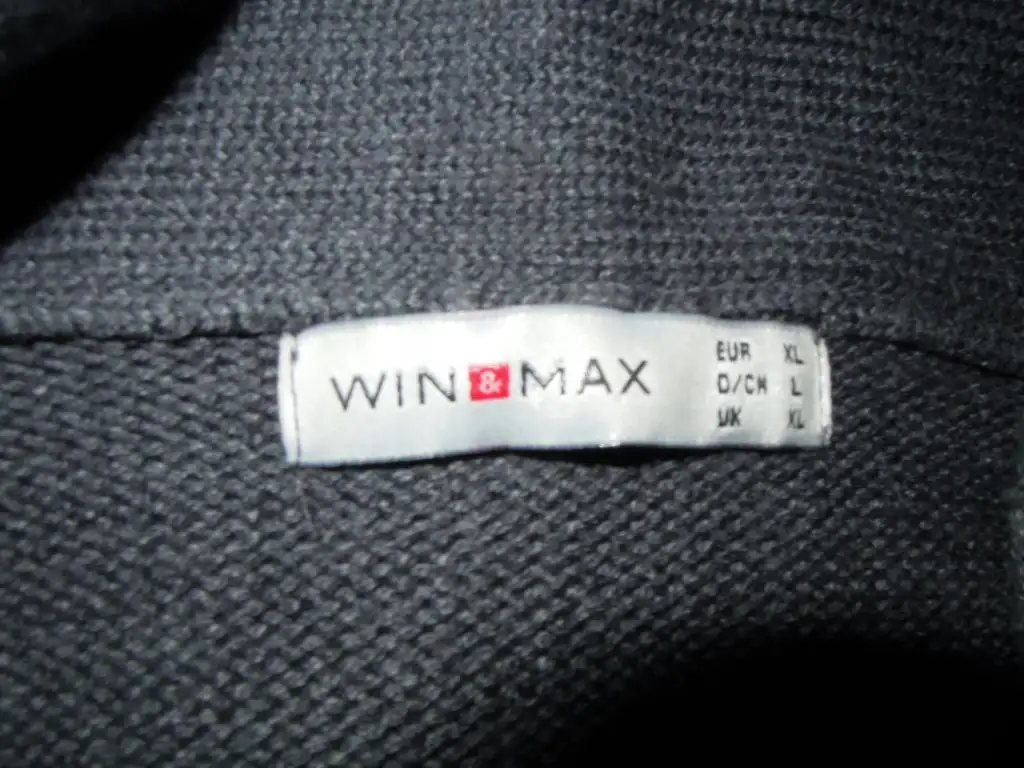 WIN & MAX
EUR XL
D/CH L
UK XL